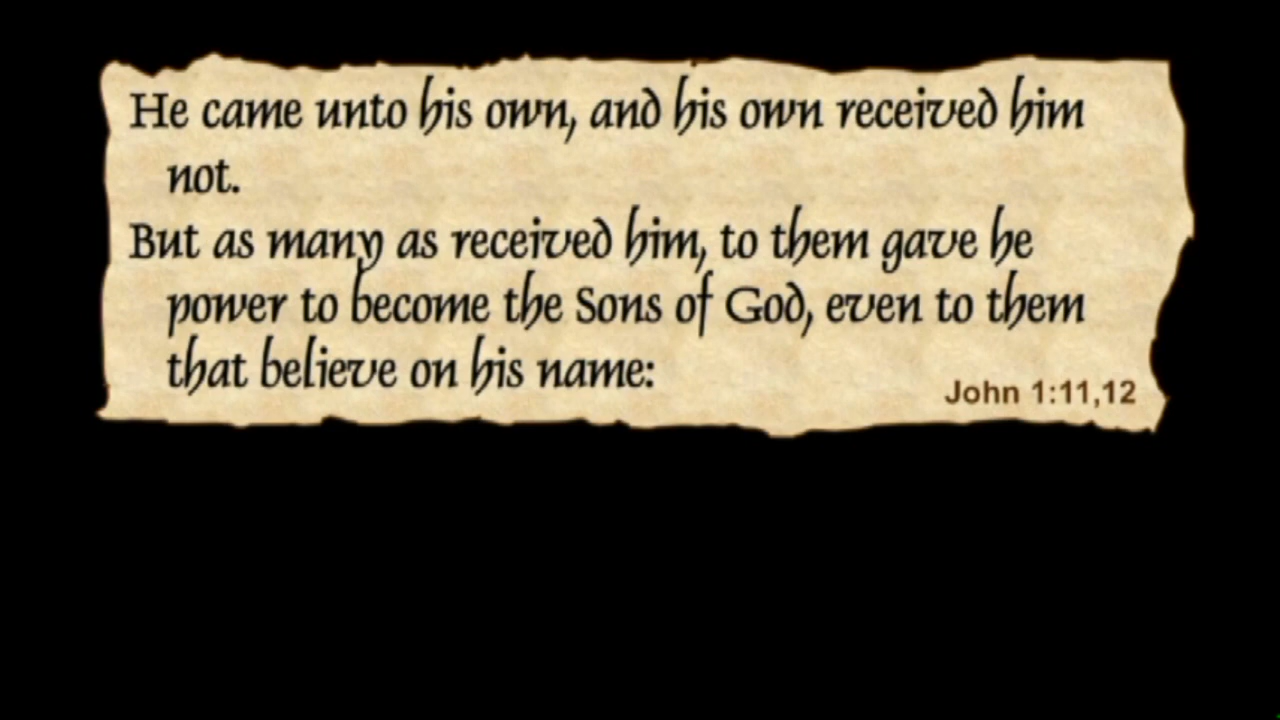 He came unto his own, and his own received him
not.
But as many as received him, to them gave he
power to become the Sons of God, even to them
that believe on his name:
John 1:11,12